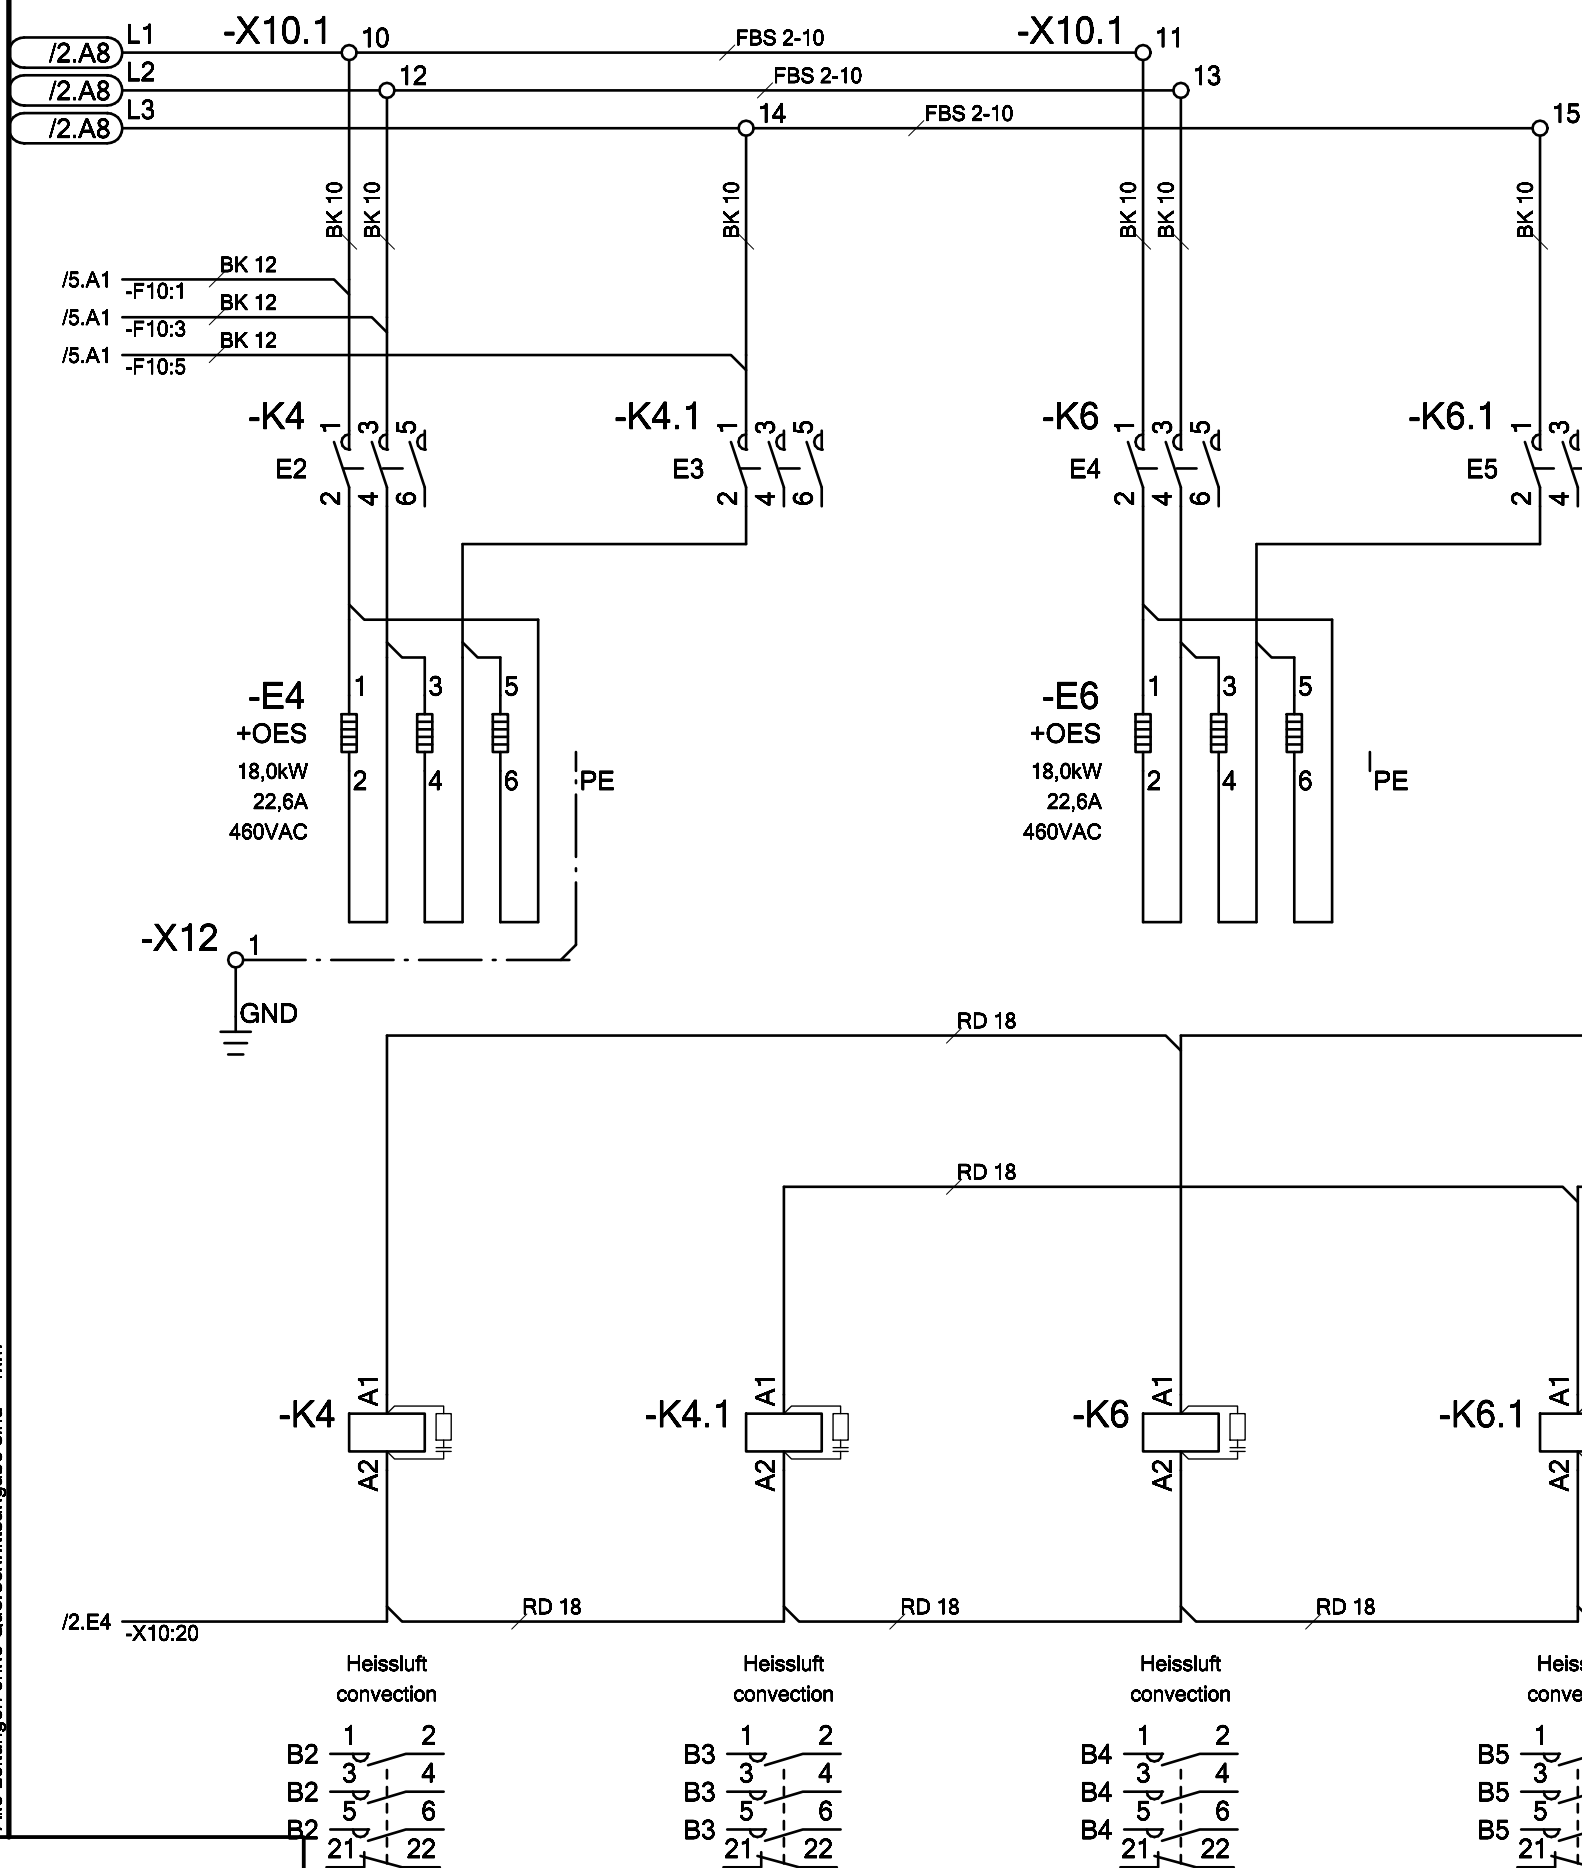 L1 -X10.1 10 FBS 2-10 -X10.1 11
/2.A8
L2 12 FBS 2-10 13
/2.A8
L3 14 FBS 2-10 15
/2.A8
BK 10 BK 10 BK 10 BK 10 BK 10 BK 10
/5.A1 BK 12
-F10:1
/5.A1 BK 12
-F10:3
/5.A1 BK 12
-F10:5
-K4 1 3 5 -K4.1 1 3 5 -K6 1 3 5 -K6.1 1 3
E2 E3 E4 E5
2 4 6 2 4 6 2 4 6 2 4
-E4 1 3 5 -E6 1 3 5
+OES +OES
18,0kW 2 4 6 PE 18,0kW 2 4 6 PE
22,6A 22,6A
460VAC 460VAC
-X12 1
GND
RD 18
RD 18
-K4 A1 -K4.1 A1 -K6 A1 -K6.1 A1
A2 A2 A2 A2
/2.E4 -X10:20 RD 18 RD 18 RD 18
Heissluft Heissluft Heissluft
convection convection convection
1 2 1 2 1 2 1
B2 B3 B4 B5
3 4 3 4 3 4 3
B2 B3 B4 B5
5 6 5 6 5 6 5
B2 B3 B4 B5
21 22 21 22 21 22 21